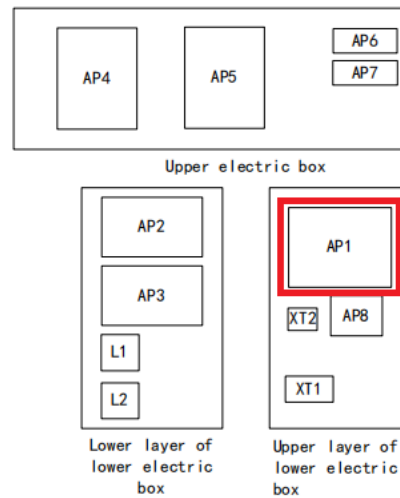 AP6
AP4
AP5
AP7
Upper electric box
AP2
AP3
L1
L2
Lower layer of
lower electric
box
AP1
XT2
AP8
XT1
Upper layer of
lower electric
box